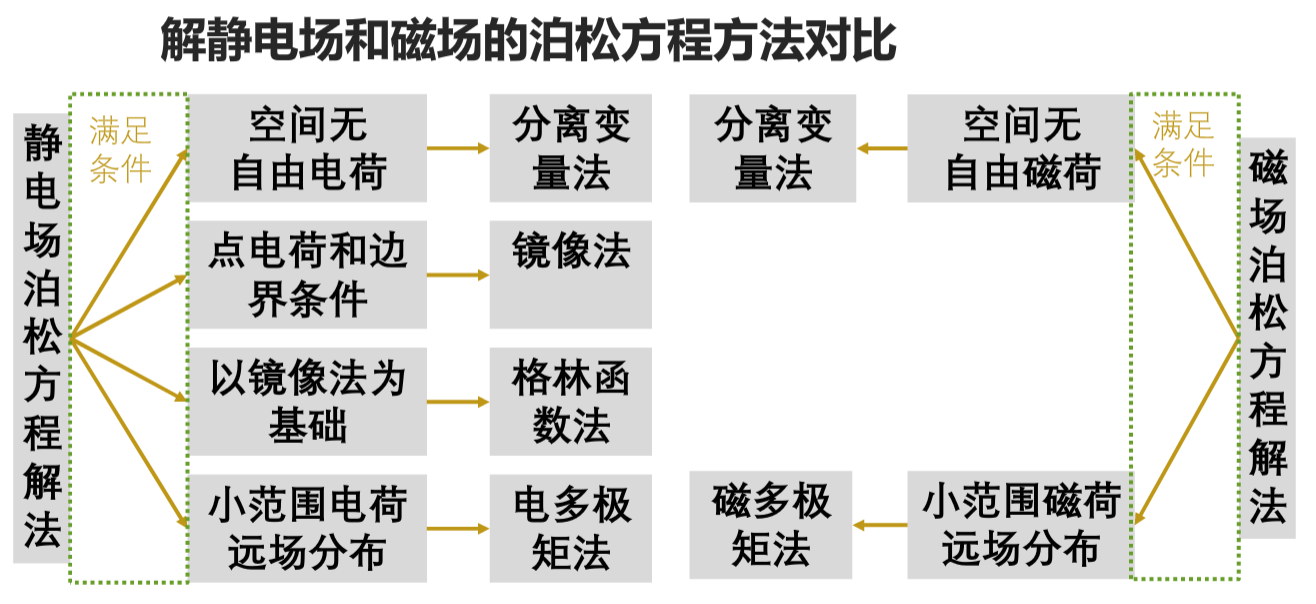 解静电场和磁场的泊松方程方法对比
静电场泊松方程解法
满足
条件
空间无
自由电荷
分离变
量法
点电荷和边
界条件
镜像法
以镜像法为
基础
格林函
数法
小范围电荷
远场分布
电多极
矩法
分离变
量法
空间无
自由磁荷
满足
条件
磁多极
矩法
小范围磁荷
远场分布
磁场泊松方程解法